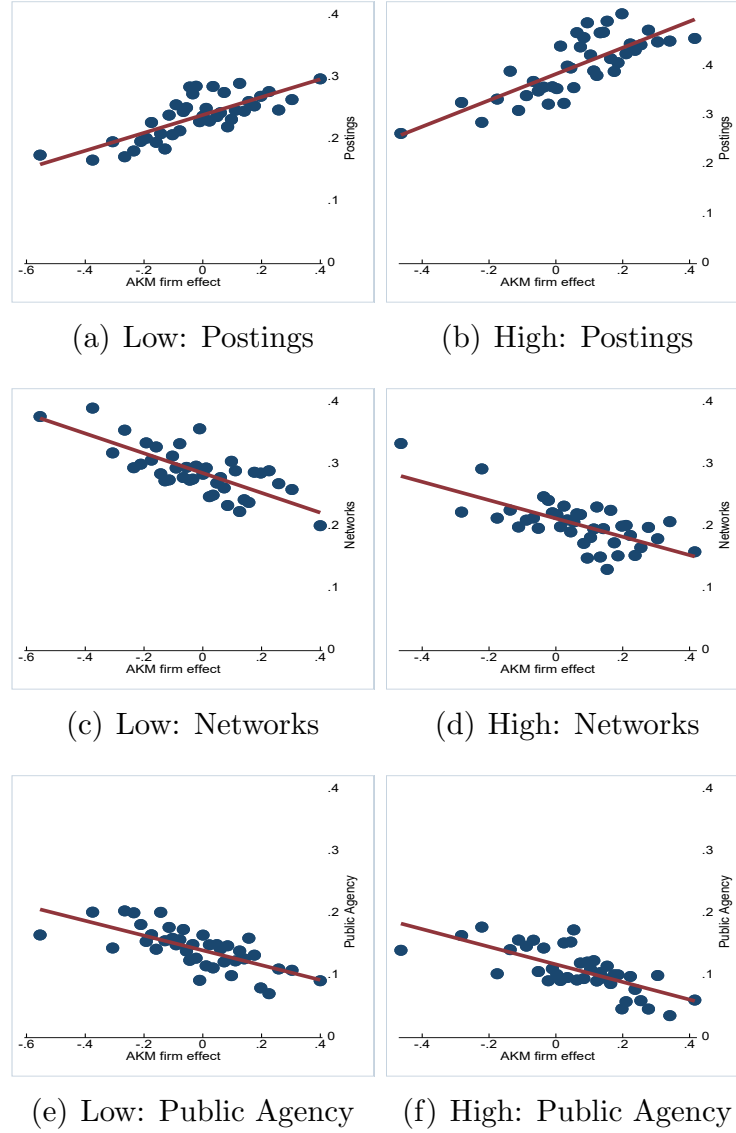 .4
.3
.2
.1
0
Postings
-.6 -.4 -.2 0 .2 .4
AKM firm effect
(a) Low: Postings
.4
.3
.2
.1
0
Postings
-.4 -.2 0 .2 .4
AKM firm effect
(b) High: Postings
.4
.3
.2
.1
0
Networks
-.6 -.4 -.2 0 .2 .4
AKM firm effect
(c) Low: Networks
.4
.3
.2
.1
0
Networks
-.4 -.2 0 .2 .4
AKM firm effect
(d) High: Networks
.4
.3
.2
.1
0
Public Agency
-.6 -.4 -.2 0 .2 .4
AKM firm effect
(e) Low: Public Agency
.4
.3
.2
.1
0
Public Agency
-.4 -.2 0 .2 .4
AKM firm effect
(f) High: Public Agency